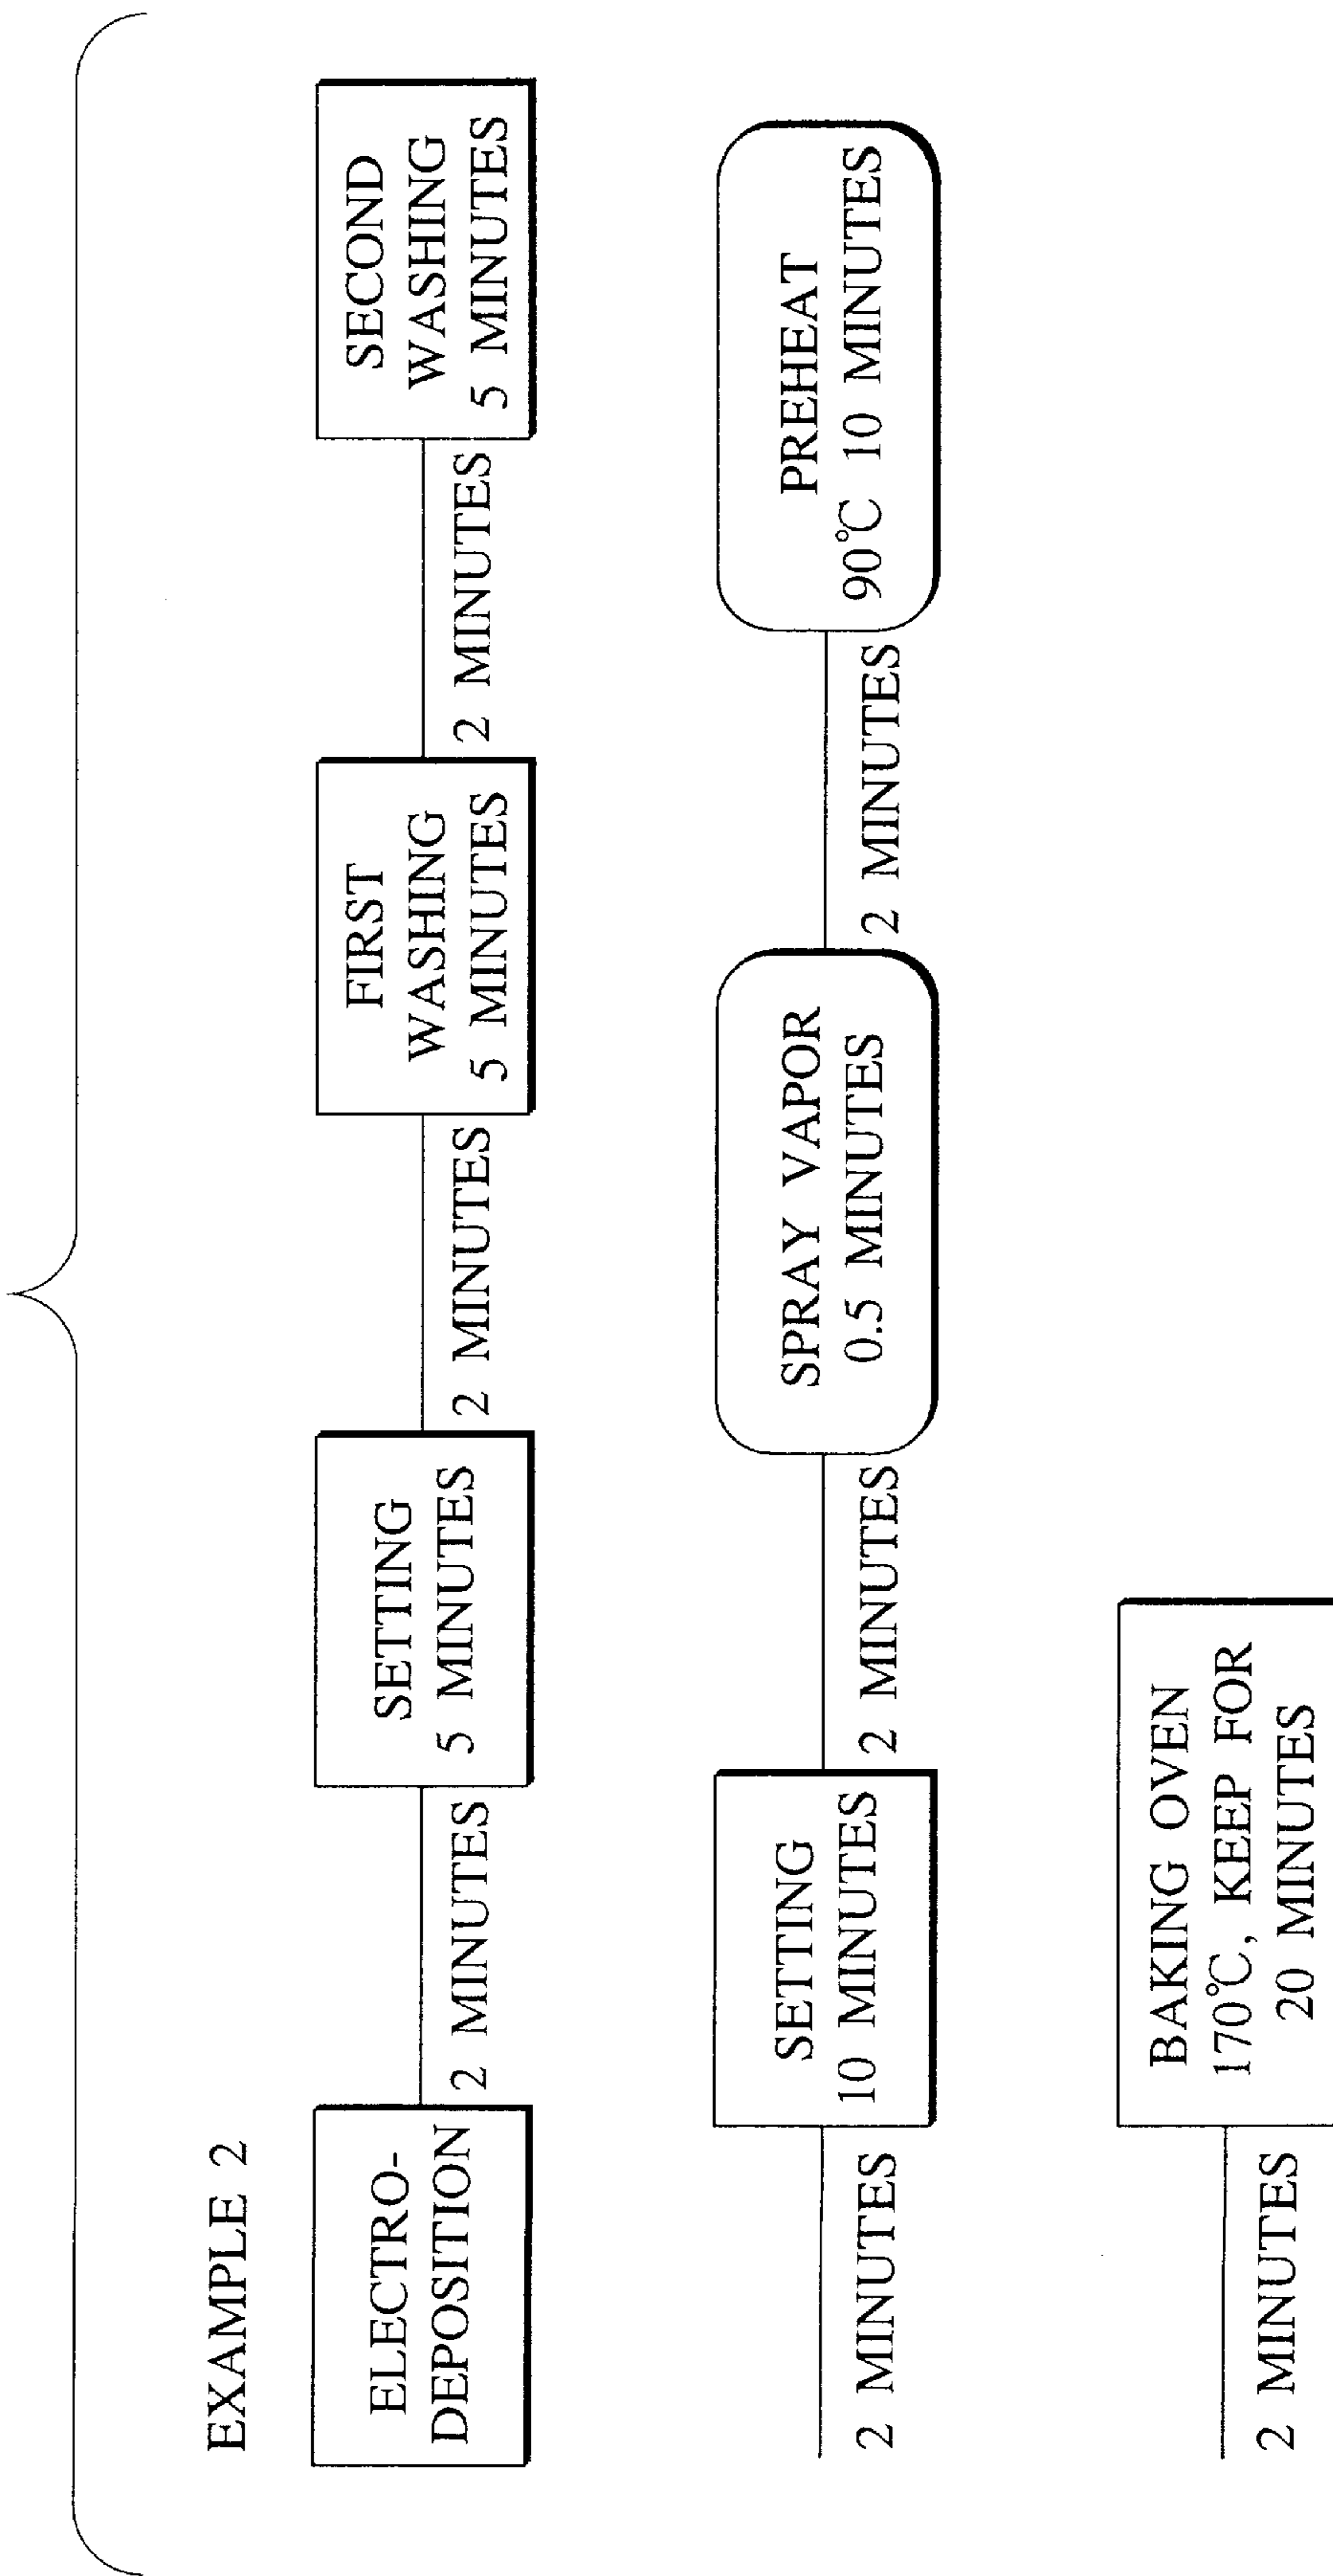 EXAMPLE 2
ELECTRO-
DEPOSITION
2 MINUTES
SETTING
5 MINUTES
2 MINUTES
FIRST
WASHING
5 MINUTES
2 MINUTES
SECOND
WASHING
5 MINUTES
2 MINUTES
SETTING
10 MINUTES
2 MINUTES
SPRAY VAPOR
0.5 MINUTES
2 MINUTES
PREHEAT
90℃ 10 MINUTES
2 MINUTES
BAKING OVEN
170℃, KEEP FOR
20 MINUTES